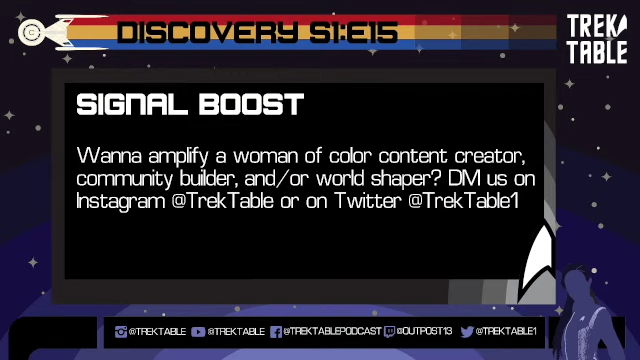 DISCOVERY S1:E15
TREK
TABLE
SIGNAL BOOST
Wanna amplify a woman of color content creator,
community builder, and/or world shaper? DM us on
Instagram @TrekTable or on Twitter @TrekTable1
@TREKTABLE @TREKTABLE @TREKTABLEPODCAST @OUTPOST13 @TREKTABLE1